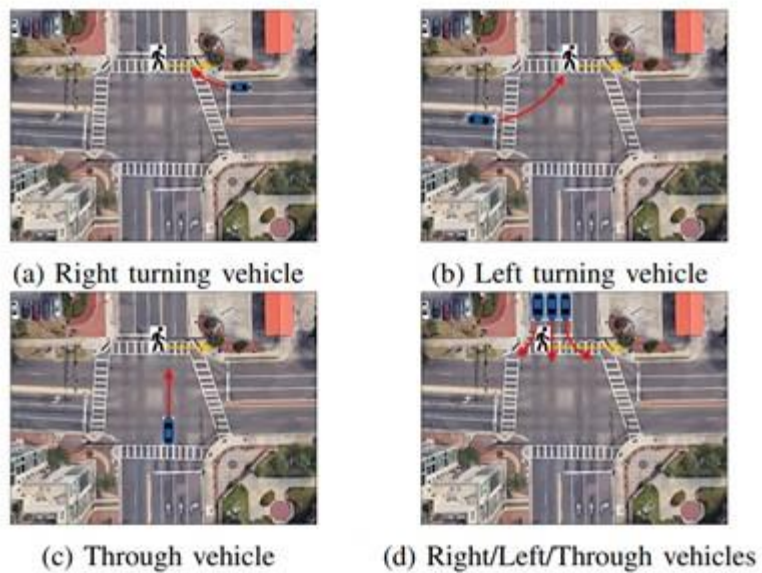 (a) Right turning vehicle
(b) Left turning vehicle
(c) Through vehicle
(d) Right/Left/Through vehicles